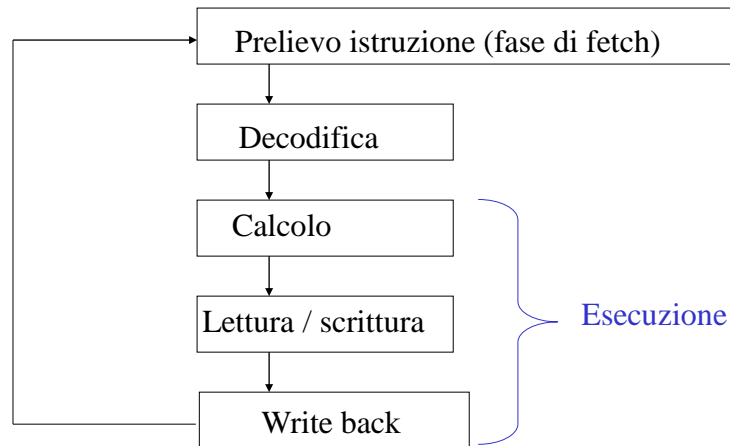 Prelievo istruzione (fase di fetch)
Decodifica
Calcolo
Lettura / scrittura
Esecuzione
Write back